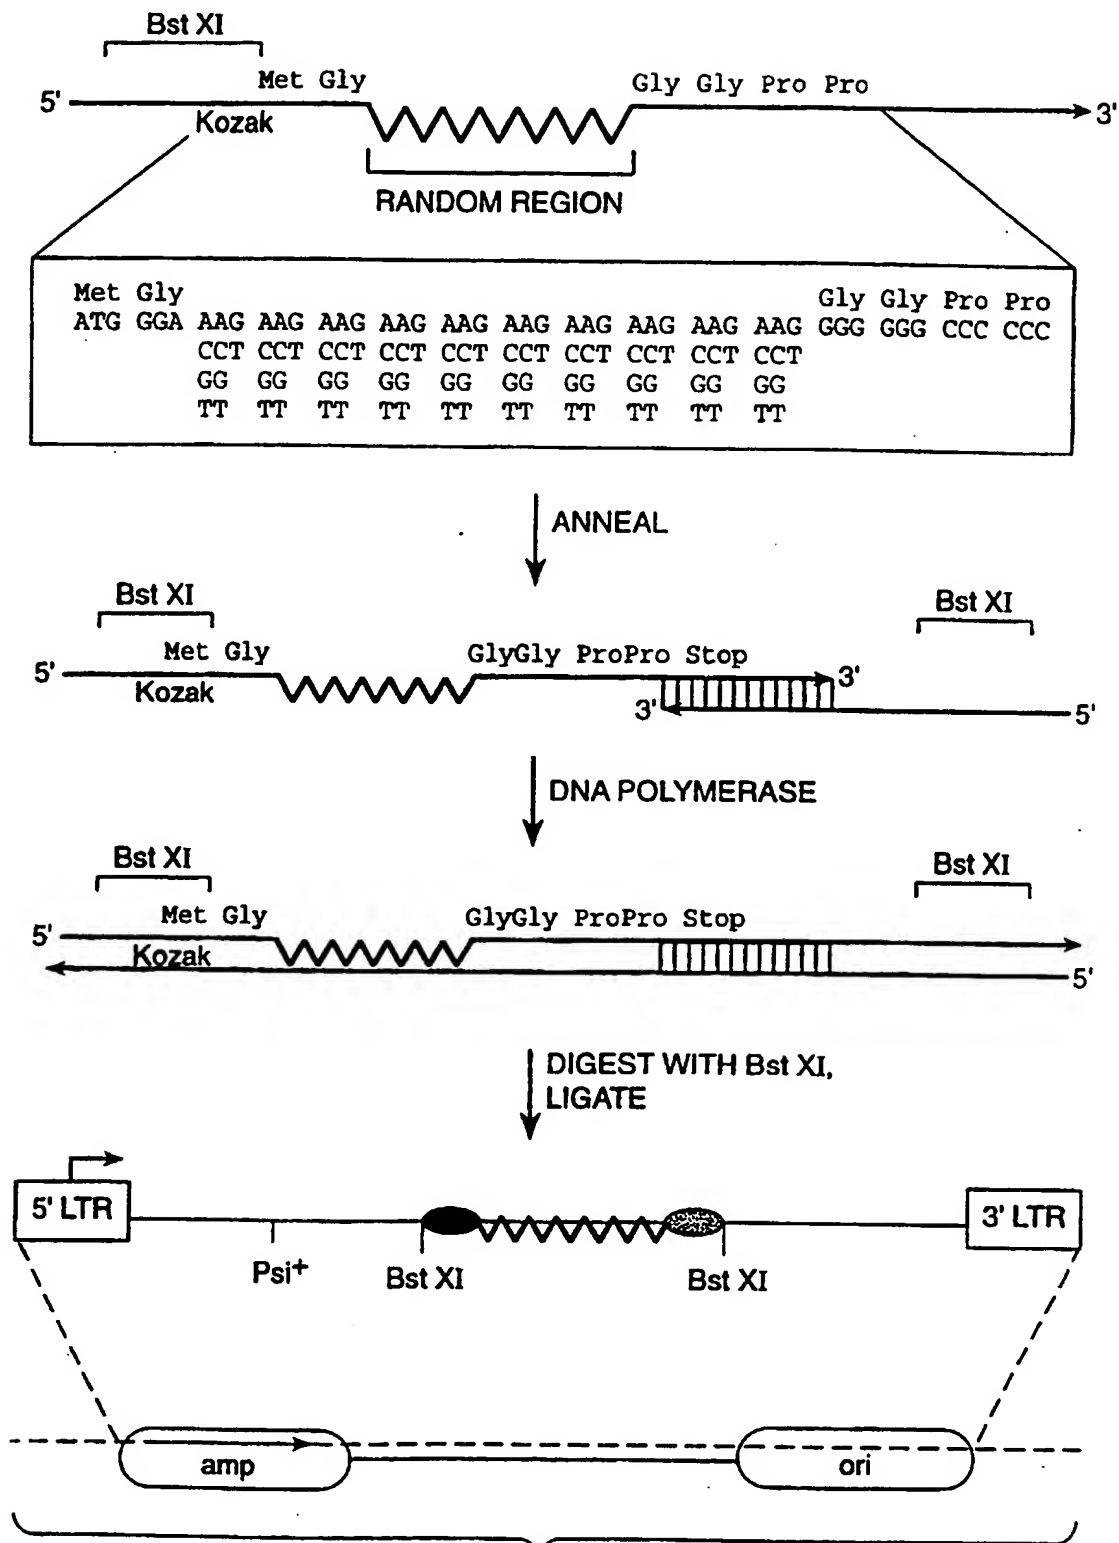 Bst XI
Met Gly
Gly Gly Pro Pro
5'
3'
Kozak
RANDOM REGION
Met Gly
Gly Gly Pro Pro
ATG GGA AAG AAG AAG AAG AAG AAG AAG AAG AAG AAG GGG GGG CCC CCC
CCT CCT CCT CCT CCT CCT CCT CCT CCT CCT
GG GG GG GG GG GG GG GG GG GG
TT TT TT TT TT TT TT TT TT TT
ANNEAL
Bst XI
Bst XI
Met Gly
GlyGly ProPro Stop
5'
3'
Kozak
3'
5'
DNA POLYMERASE
Bst XI
Bst XI
Met Gly
GlyGly ProPro Stop
5'
Kozak
5'
DIGEST WITH Bst XI,
LIGATE
5' LTR
3' LTR
Psi+
Bst XI
Bst XI
amp
ori